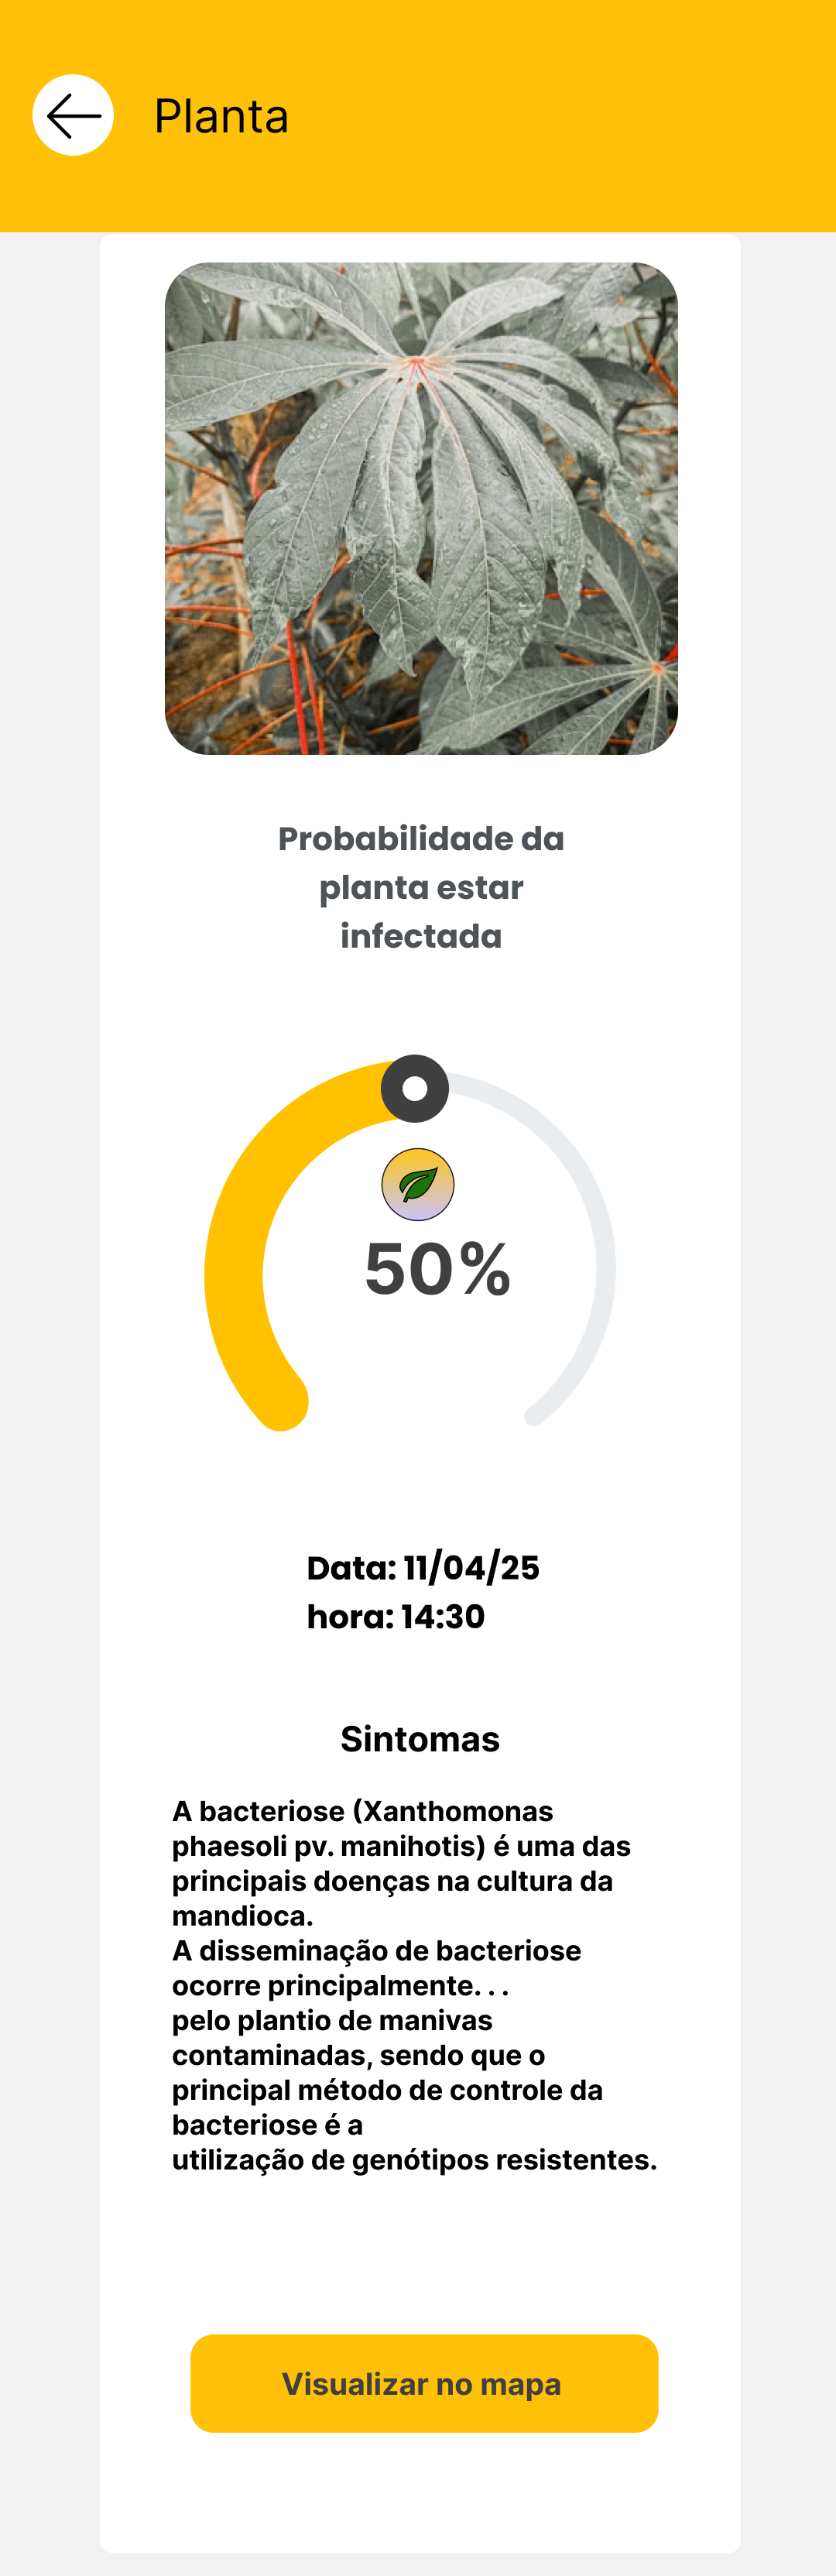 Planta
Probabilidade da
planta estar
infectada
50%
Data: 11/04/25
hora: 14:30
Sintomas
A bacteriose (Xanthomonas
phaesoli pv. manihotis) é uma das
principais doenças na cultura da
mandioca.
A disseminação de bacteriose
ocorre principalmente. . .
pelo plantio de manivas
contaminadas, sendo que o
principal método de controle da
bacteriose é a
utilização de genótipos resistentes.
Visualizar no mapa